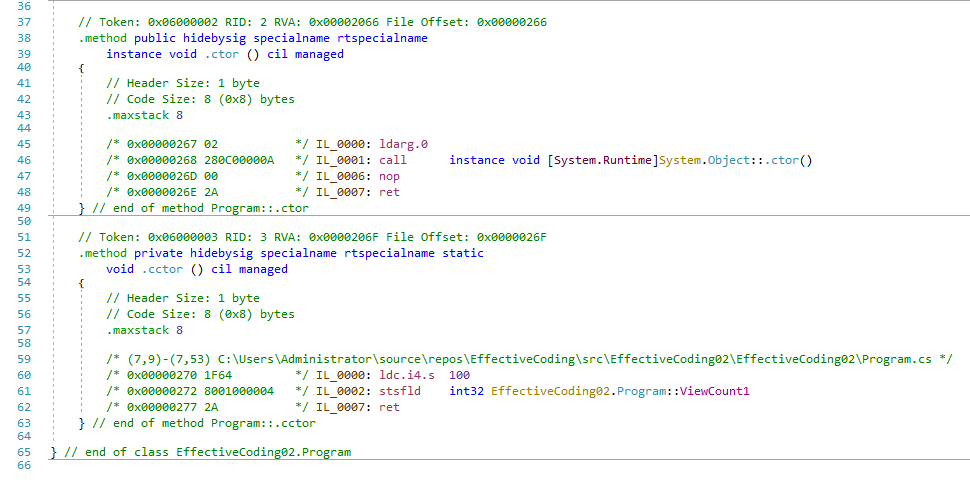 36
37 // Token: 0x06000002 RID: 2 RVA: 0x00002066 File Offset: 0x00000266
38 .method public hidebysig specialname rtspecialname
39 instance void .ctor () cil managed
40 {
41 // Header Size: 1 byte
42 // Code Size: 8 (0x8) bytes
43 .maxstack 8
44
45 /* 0x00000267 02 */ IL_0000: ldarg.0
46 /* 0x00000268 280C00000A */ IL_0001: call instance void [System.Runtime]System.Object::.ctor()
47 /* 0x0000026D 00 */ IL_0006: nop
48 /* 0x0000026E 2A */ IL_0007: ret
49 } // end of method Program::.ctor
50
51 // Token: 0x06000003 RID: 3 RVA: 0x0000206F File Offset: 0x0000026F
52 .method private hidebysig specialname rtspecialname static
53 void .cctor () cil managed
54 {
55 // Header Size: 1 byte
56 // Code Size: 8 (0x8) bytes
57 .maxstack 8
58
59 /* (7,9)-(7,53) C:\Users\Administrator\source\repos\EffectiveCoding\src\EffectiveCoding02\EffectiveCoding02\Program.cs */
60 /* 0x00000270 1F64 */ IL_0000: ldc.i4.s 100
61 /* 0x00000272 8001000004 */ IL_0002: stsfld int32 EffectiveCoding02.Program::ViewCount1
62 /* 0x00000277 2A */ IL_0007: ret
63 } // end of method Program::.cctor
64
65 } // end of class EffectiveCoding02.Program
66